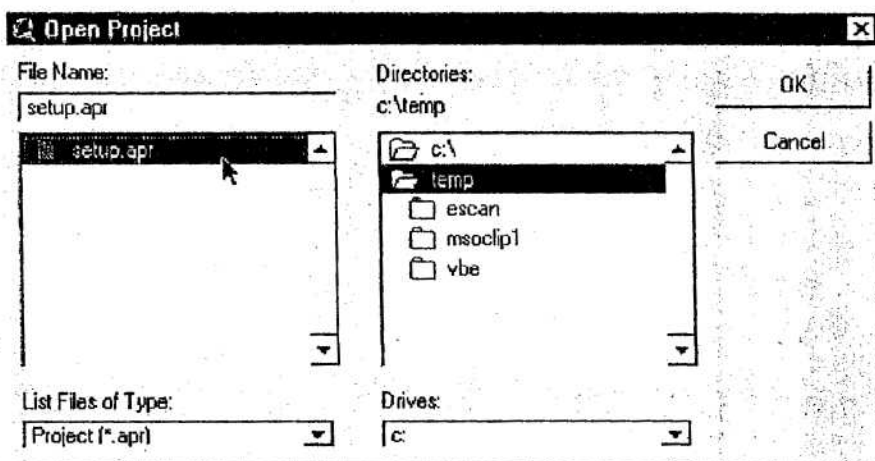 Open Project
File Name:
setup.apr
setup.apr
List Files of Type:
Project (*.apr)
Directories:
c:\temp
c:\
temp
escan
msoclip1
vbe
Drives:
c:
OK
Cancel